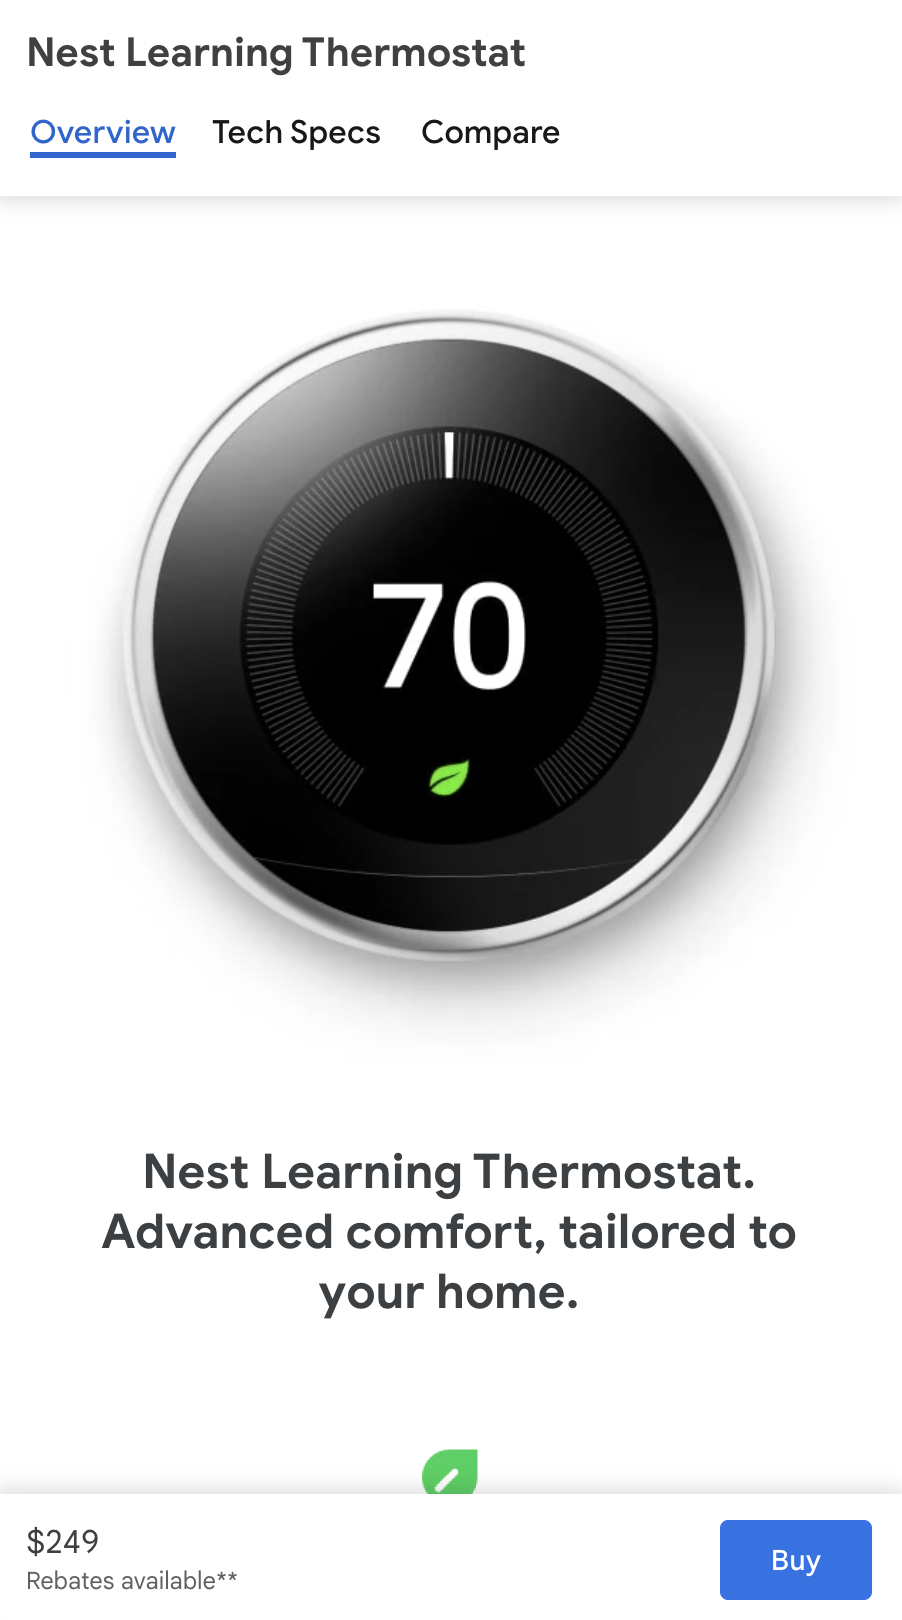 Nest Learning Thermostat
Overview Tech Specs Compare
70
Nest Learning Thermostat.
Advanced comfort, tailored to
your home.
$249
Rebates available**
Buy